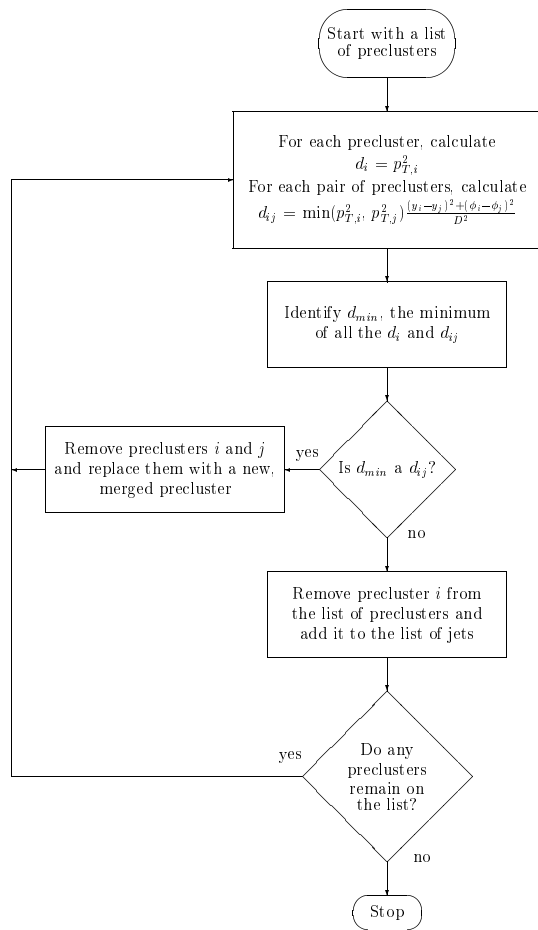 Start with a list
of preclusters
For each precluster, calculate
$d_i = p_{T,i}^2$
For each pair of preclusters, calculate
$d_{ij} = \min(p_{T,i}^2, p_{T,j}^2)\frac{(y_i-y_j)^2+(\phi_i-\phi_j)^2}{D^2}$
Identify $d_{min}$, the minimum
of all the $d_i$ and $d_{ij}$
Is $d_{min}$ a $d_{ij}$?
yes
Remove preclusters $i$ and $j$
and replace them with a new,
merged precluster
no
Remove precluster $i$ from
the list of preclusters and
add it to the list of jets
Do any
preclusters
remain on
the list?
yes
no
Stop